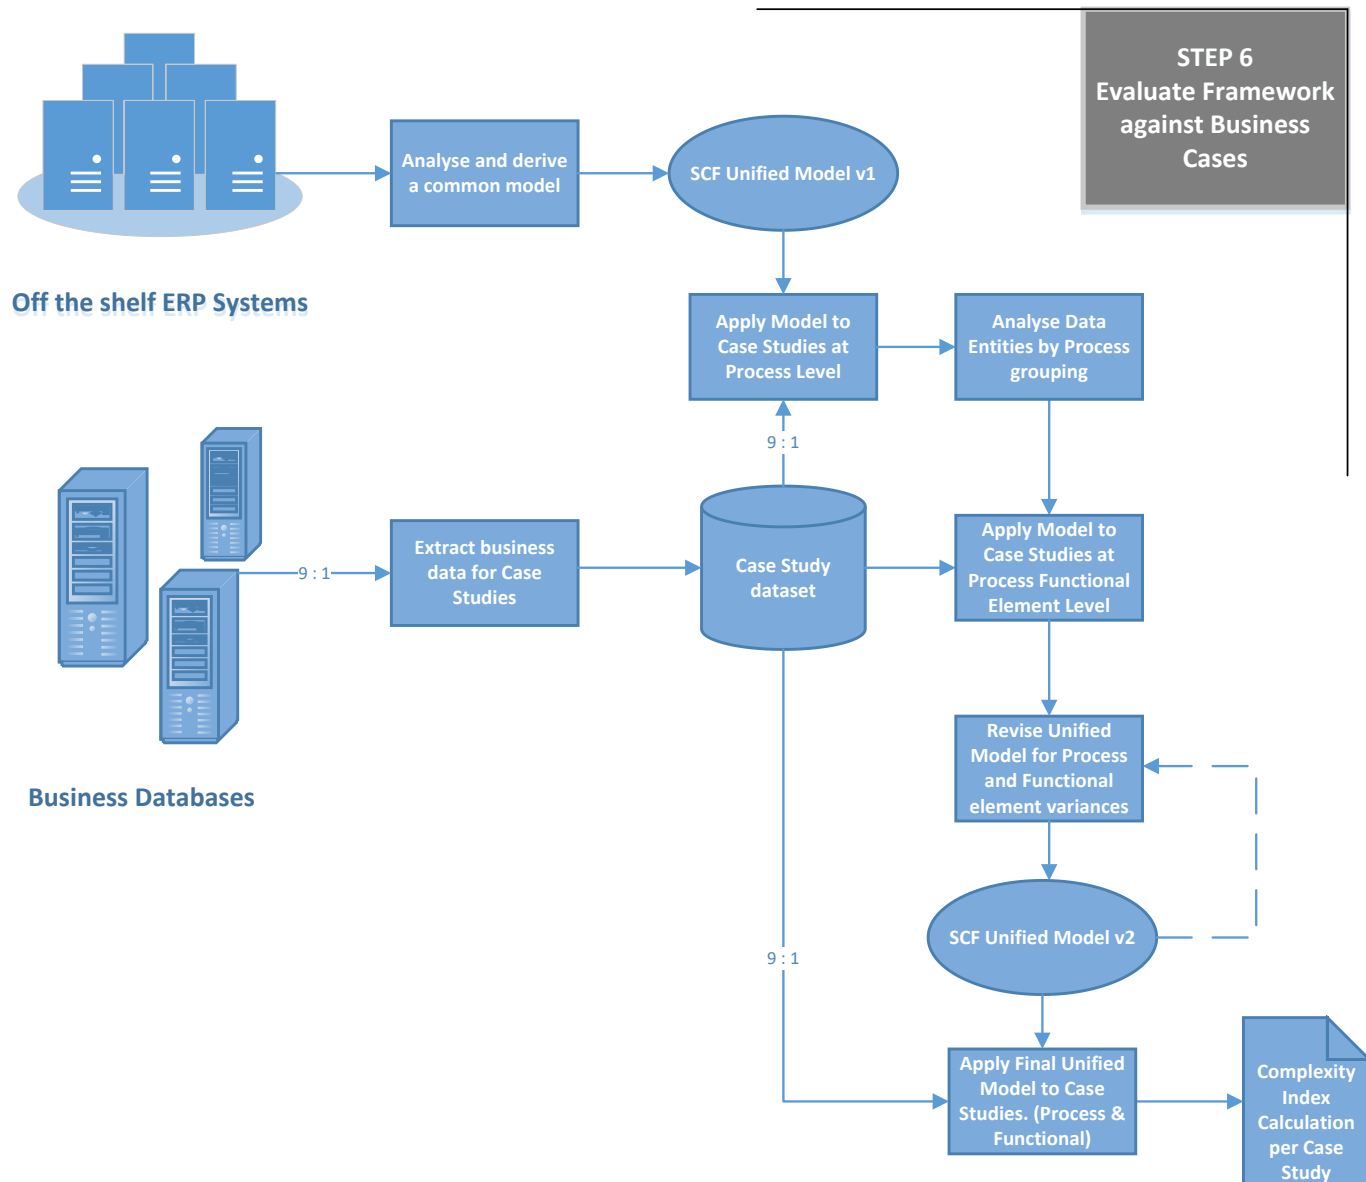 STEP 6
Evaluate Framework
against Business
Cases
Analyse and derive
a common model
SCF Unified Model v1
Off the shelf ERP Systems
Apply Model to
Case Studies at
Process Level
Analyse Data
Entities by Process
grouping
9 : 1
9 : 1
Extract business
data for Case
Studies
Case Study
dataset
Apply Model to
Case Studies at
Process Functional
Element Level
Business Databases
Revise Unified
Model for Process
and Functional
element variances
SCF Unified Model v2
9 : 1
Apply Final Unified
Model to Case
Studies. (Process &
Functional)
Complexity
Index
Calculation
per Case
Study